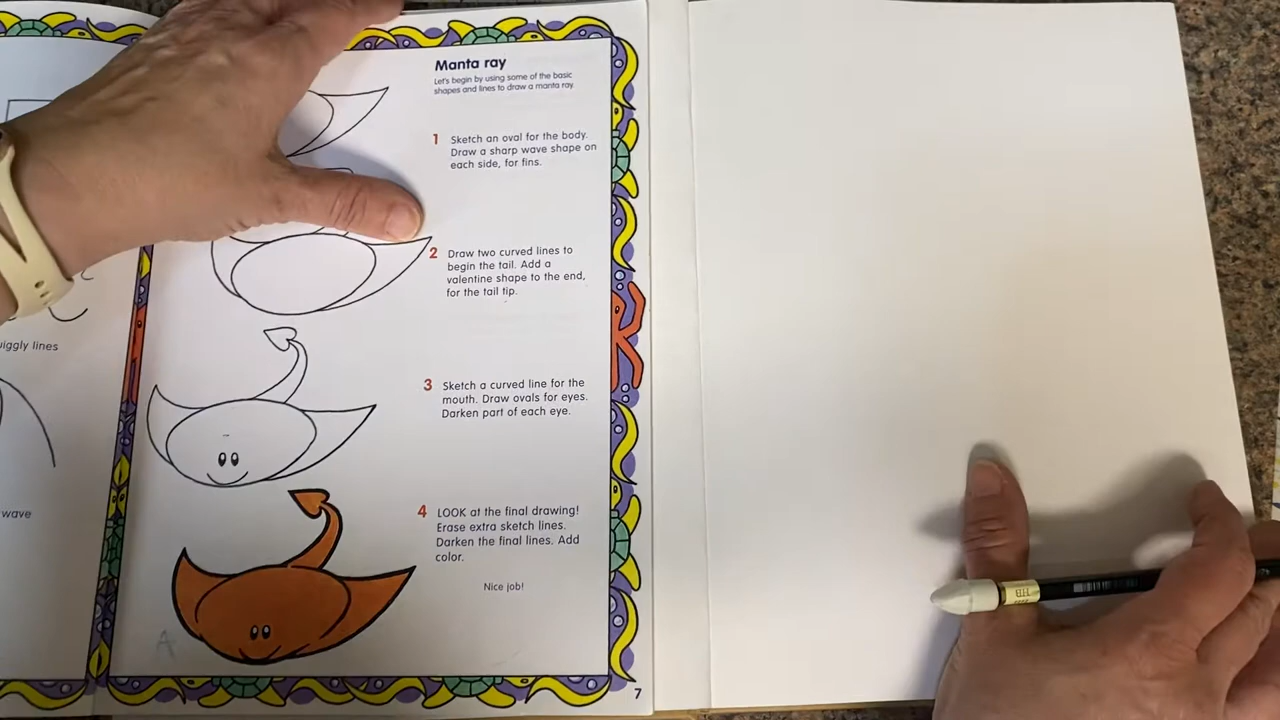 Manta ray
Let's begin by using some of the basic
shapes and lines to draw a manta ray.
1 Sketch an oval for the body.
Draw a sharp wave shape on
each side, for fins.
2 Draw two curved lines to
begin the tail. Add a
valentine shape to the end,
for the tail tip.
3 Sketch a curved line for the
mouth. Draw ovals for eyes.
Darken part of each eye.
4 LOOK at the final drawing!
Erase extra sketch lines.
Darken the final lines. Add
color.
Nice job!
7
iggly lines
wave
A
HB